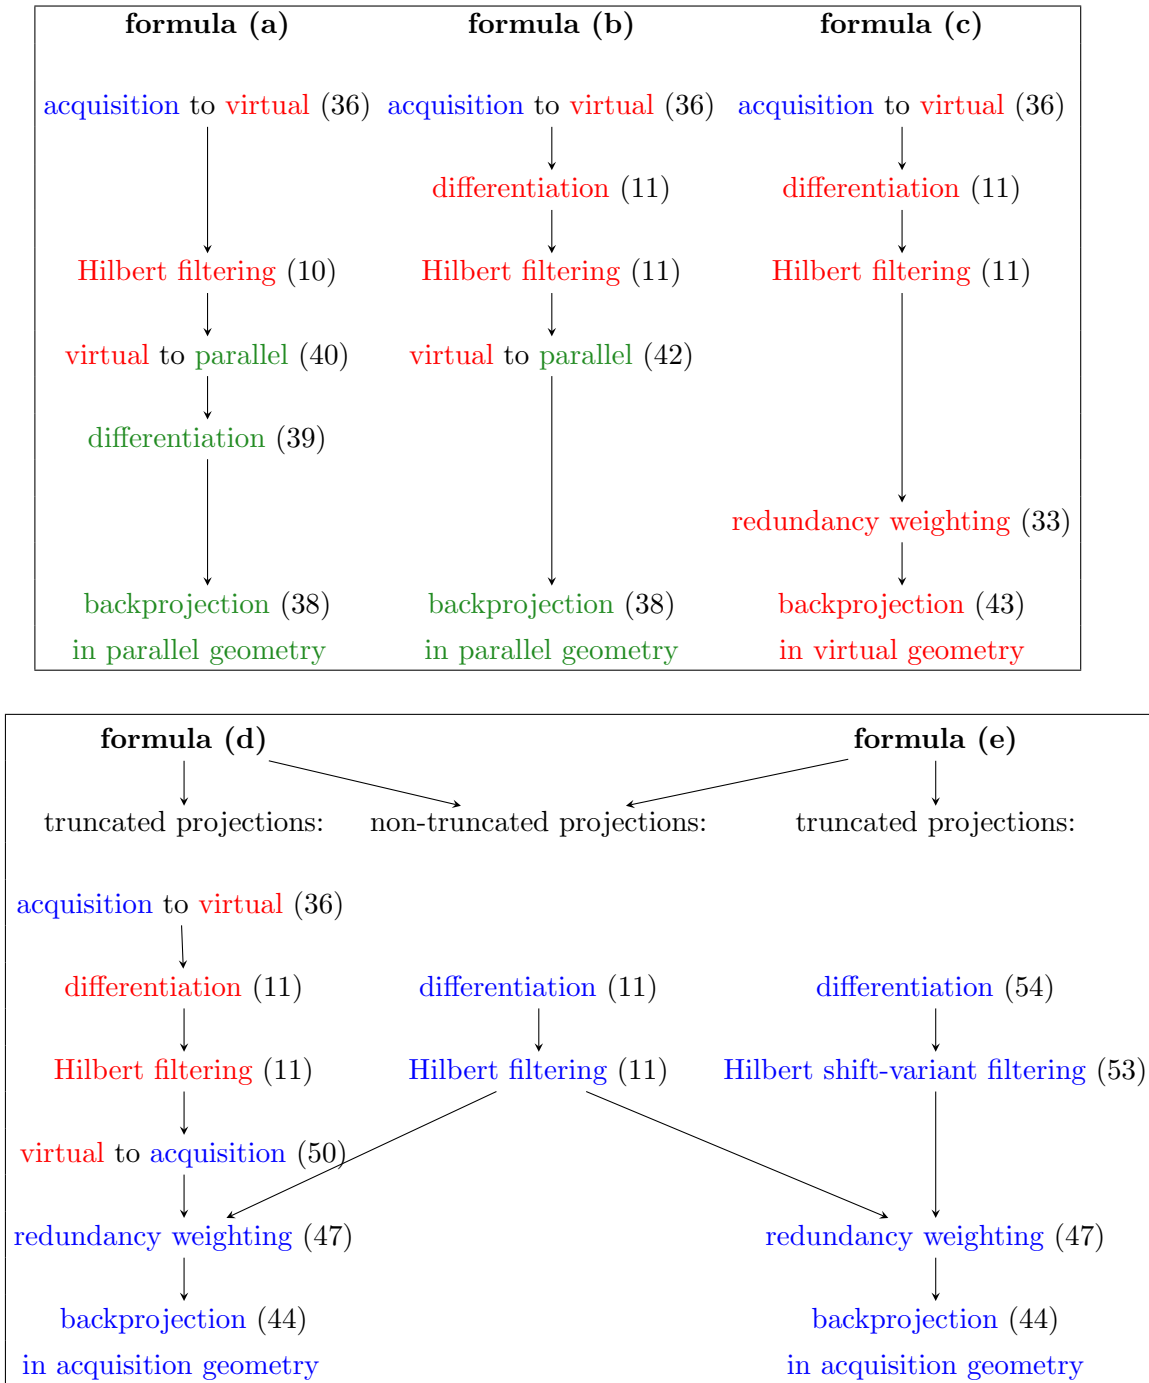 formula (a) formula (b) formula (c)
acquisition to virtual (36) acquisition to virtual (36) acquisition to virtual (36)
differentiation (11) differentiation (11)
Hilbert filtering (10) Hilbert filtering (11) Hilbert filtering (11)
virtual to parallel (40) virtual to parallel (42)
differentiation (39)
redundancy weighting (33)
backprojection (38) backprojection (38) backprojection (43)
in parallel geometry in parallel geometry in virtual geometry
formula (d) formula (e)
truncated projections: non-truncated projections: truncated projections:
acquisition to virtual (36)
differentiation (11) differentiation (11) differentiation (54)
Hilbert filtering (11) Hilbert filtering (11) Hilbert shift-variant filtering (53)
virtual to acquisition (50)
redundancy weighting (47) redundancy weighting (47)
backprojection (44) backprojection (44)
in acquisition geometry in acquisition geometry